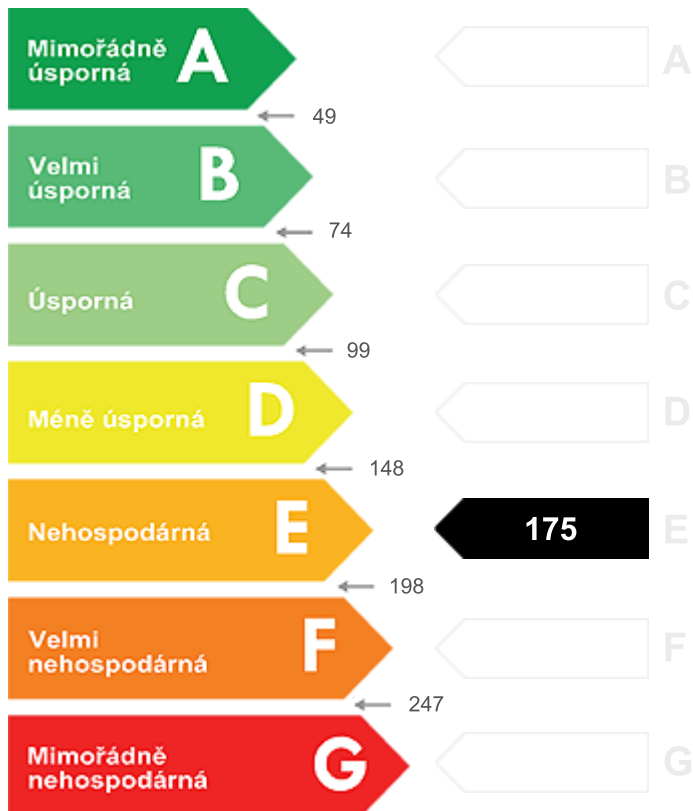 Mimořádně
úsporná
A
A
49
Velmi
úsporná
B
B
74
Úsporná
C
C
99
Méně úsporná
D
D
148
Nehospodárná
E
175
E
198
Velmi
nehospodárná
F
F
247
Mimořádně
nehospodárná
G
G